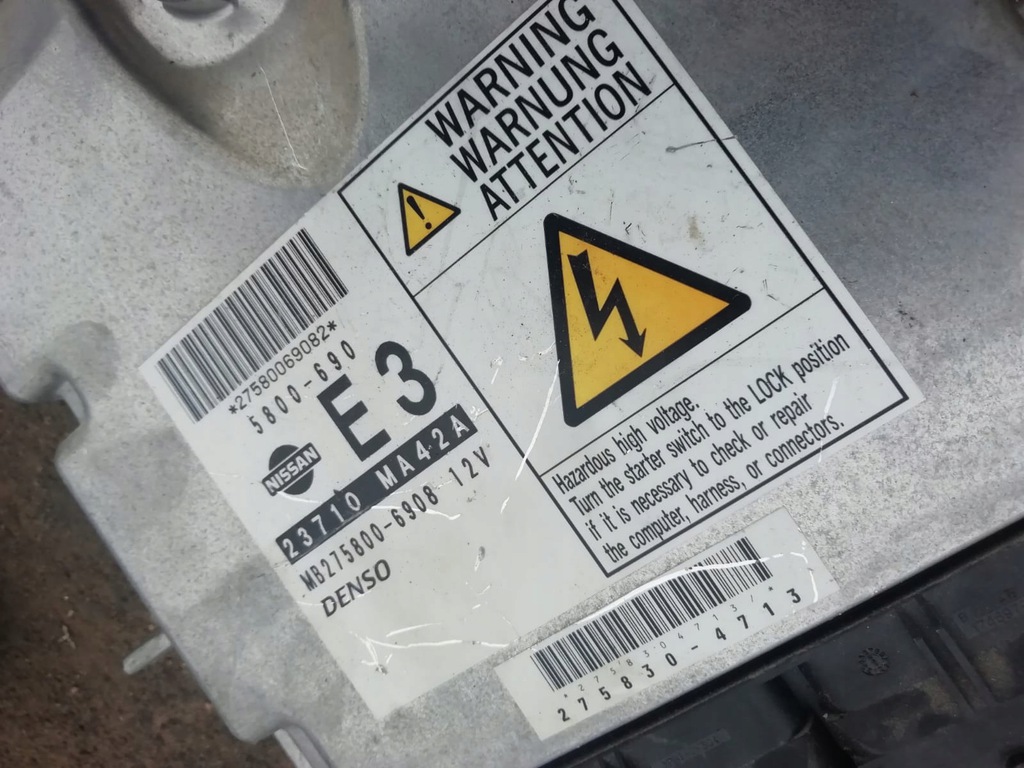 WARNING
WARNUNG
ATTENTION
Hazardous high voltage.
Turn the starter switch to the LOCK position
if it is necessary to check or repair
the computer, harness, or connectors.
*27580069082*
5800-690
E3
NISSAN
23710 MA42A
MB275800-6908 12V
DENSO
*2758304713*
275830-4713